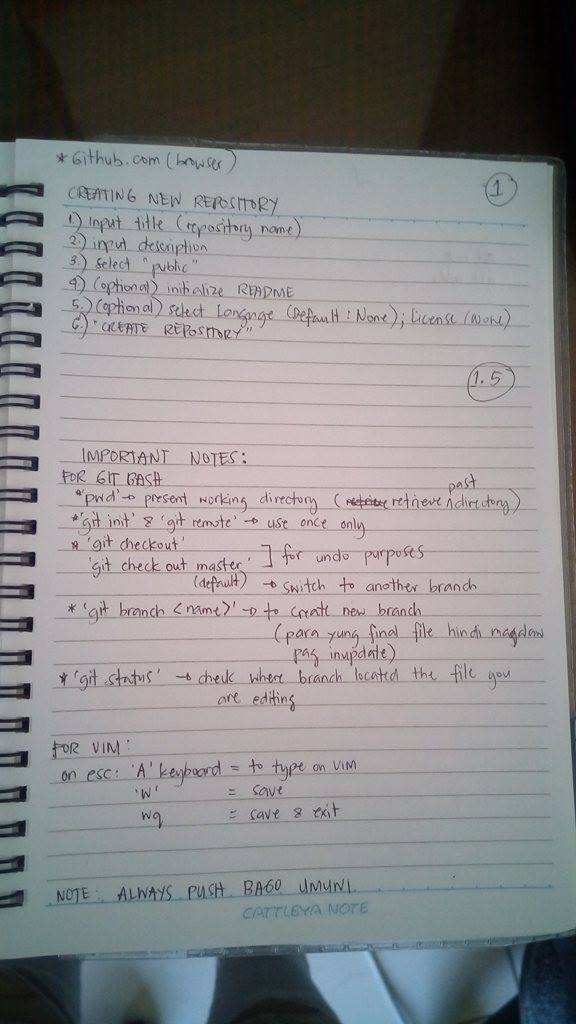 * Github.com (browser)
1
CREATING NEW REPOSITORY
1.) Input title (repository name)
2.) input description
3.) select "public"
4) (optional) initialize README
5.) (optional) select Language (Default : None); License (None)
6.) "CREATE REPOSITORY"
1.5
IMPORTANT NOTES:
FOR GIT BASH
past
*'pwd' → present working directory ( retrieve ^ directory)
*'git init' & 'git remote' → use once only
* 'git checkout'
'git check out master' ] for undo purposes
(default) → switch to another branch
* 'git branch <name>' → to create new branch
(para yung final file hindi magalaw
pag inupdate)
* 'git status' → check where branch located the file you
are editing
FOR VIM:
on esc: 'A' keyboard = to type on VIM
'W' = save
wq = save & exit
NOTE: ALWAYS PUSH BAGO UMUWI
CATTLEYA NOTE